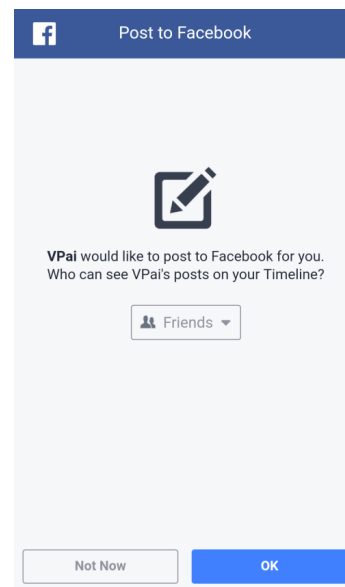 Post to Facebook
VPai would like to post to Facebook for you.
Who can see VPai's posts on your Timeline?
Friends
Not Now
OK